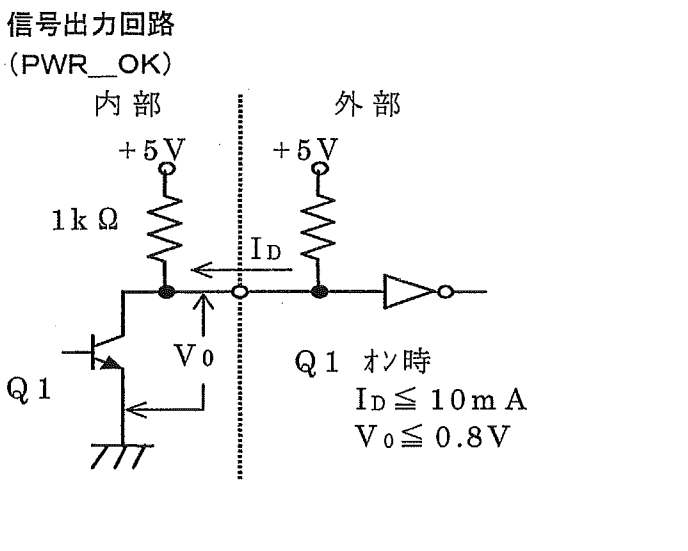 信号出力回路
(PWR__OK)
内部
外部
+5V
+5V
1kΩ
ID
V0
Q1
Q1 オン時
ID≦10mA
V0≦0.8V